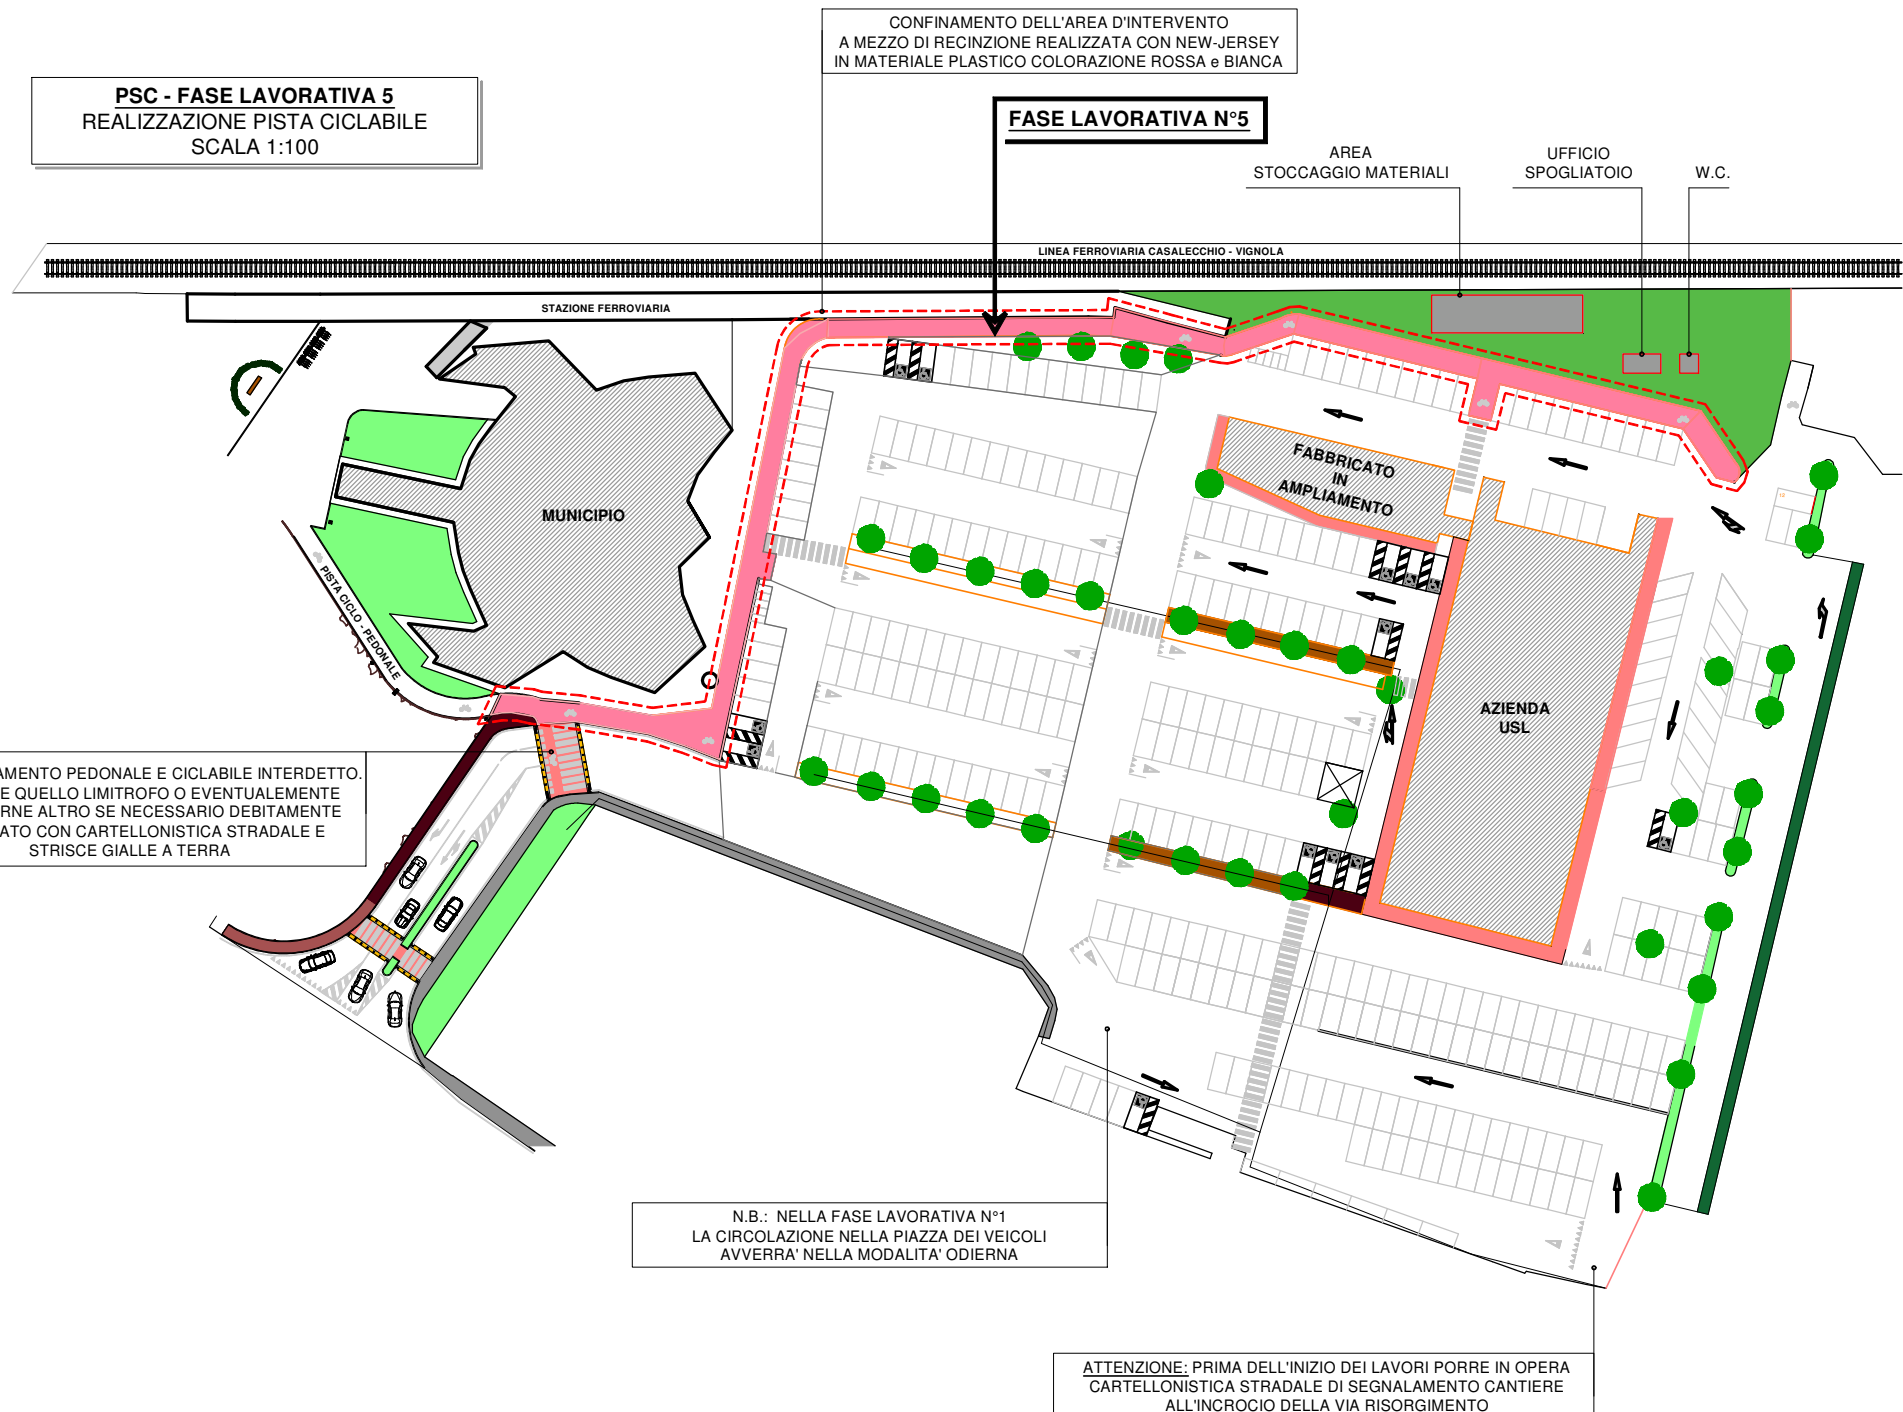 CONFINAMENTO DELL'AREA D'INTERVENTO
A MEZZO DI RECINZIONE REALIZZATA CON NEW-JERSEY
IN MATERIALE PLASTICO COLORAZIONE ROSSA e BIANCA
PSC - FASE LAVORATIVA 5
REALIZZAZIONE PISTA CICLABILE
SCALA 1:100
FASE LAVORATIVA N°5
AREA
STOCCAGGIO MATERIALI
UFFICIO
SPOGLIATOIO
W.C.
LINEA FERROVIARIA CASALECCHIO - VIGNOLA
STAZIONE FERROVIARIA
MUNICIPIO
FABBRICATO
IN
AMPLIAMENTO
PISTA CICLO - PEDONALE
AZIENDA
USL
AMENTO PEDONALE E CICLABILE INTERDETTO.
E QUELLO LIMITROFO O EVENTUALEMENTE
RNE ALTRO SE NECESSARIO DEBITAMENTE
ATO CON CARTELLONISTICA STRADALE E
STRISCE GIALLE A TERRA
N.B.: NELLA FASE LAVORATIVA N°1
LA CIRCOLAZIONE NELLA PIAZZA DEI VEICOLI
AVVERRA' NELLA MODALITA' ODIERNA
ATTENZIONE: PRIMA DELL'INIZIO DEI LAVORI PORRE IN OPERA
CARTELLONISTICA STRADALE DI SEGNALAMENTO CANTIERE
ALL'INCROCIO DELLA VIA RISORGIMENTO